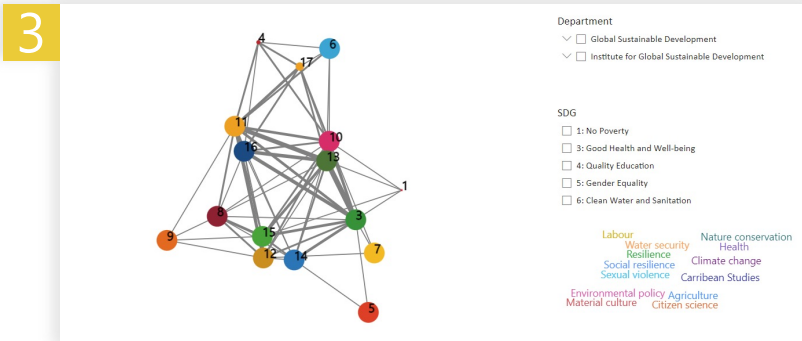 3
4
6
17
11
10
16
13
1
8
3
15
9
12
14
7
5
Department
Global Sustainable Development
Institute for Global Sustainable Development
SDG
1: No Poverty
3: Good Health and Well-being
4: Quality Education
5: Gender Equality
6: Clean Water and Sanitation
Labour
Nature conservation
Water security
Health
Resilience
Climate change
Social resilience
Sexual violence
Carribean Studies
Environmental policy
Agriculture
Material culture
Citizen science